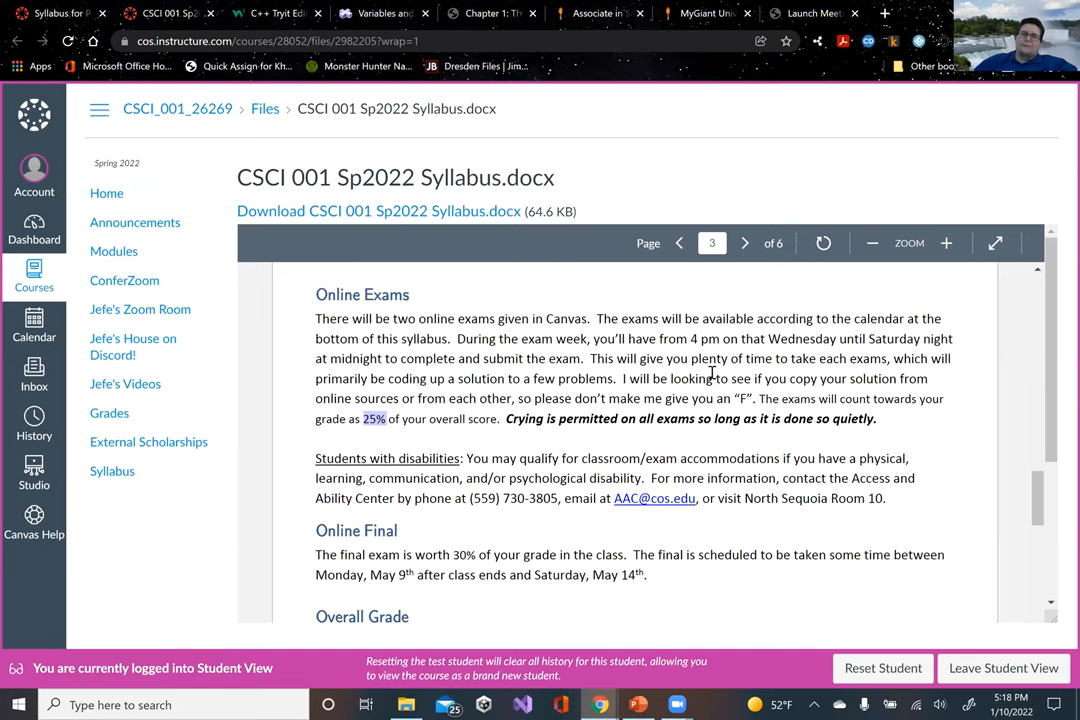 Syllabus for P
CSCI 001 Sp2
C++ Tryit Edi
Variables and
Chapter 1: Th
Associate in S
MyGiant Univ
Launch Meeti
cos.instructure.com/courses/28052/files/2982205?wrap=1
Apps
Microsoft Office Ho...
Quick Assign for Kh...
Monster Hunter Na...
Dresden Files | Jim...
Other boo
CSCI_001_26269 > Files > CSCI 001 Sp2022 Syllabus.docx
Account
Dashboard
Courses
Calendar
Inbox
History
Studio
Canvas Help
Spring 2022
Home
Announcements
Modules
ConferZoom
Jefe's Zoom Room
Jefe's House on
Discord!
Jefe's Videos
Grades
External Scholarships
Syllabus
CSCI 001 Sp2022 Syllabus.docx
Download CSCI 001 Sp2022 Syllabus.docx (64.6 KB)
Page 3 of 6 ZOOM
Online Exams
There will be two online exams given in Canvas. The exams will be available according to the calendar at the
bottom of this syllabus. During the exam week, you'll have from 4 pm on that Wednesday until Saturday night
at midnight to complete and submit the exam. This will give you plenty of time to take each exams, which will
primarily be coding up a solution to a few problems. I will be looking to see if you copy your solution from
online sources or from each other, so please don't make me give you an “F”. The exams will count towards your
grade as 25% of your overall score. Crying is permitted on all exams so long as it is done so quietly.
Students with disabilities: You may qualify for classroom/exam accommodations if you have a physical,
learning, communication, and/or psychological disability. For more information, contact the Access and
Ability Center by phone at (559) 730-3805, email at AAC@cos.edu, or visit North Sequoia Room 10.
Online Final
The final exam is worth 30% of your grade in the class. The final is scheduled to be taken some time between
Monday, May 9th after class ends and Saturday, May 14th.
Overall Grade
You are currently logged into Student View
Resetting the test student will clear all history for this student, allowing you
to view the course as a brand new student.
Reset Student
Leave Student View
Type here to search
25
52°F
5:18 PM
1/10/2022